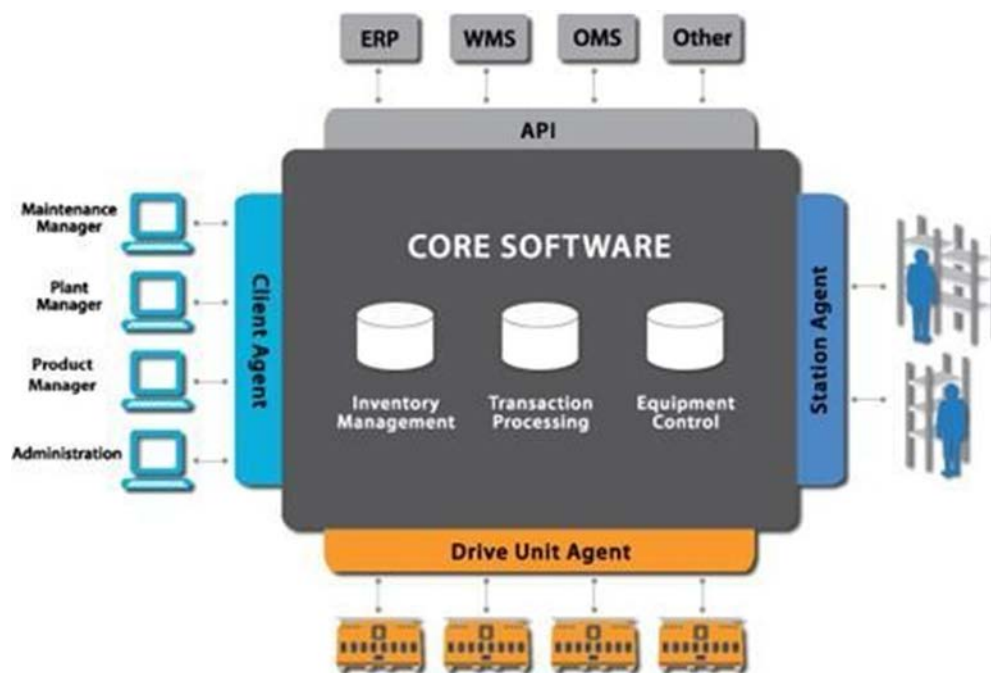 ERP
WMS
OMS
Other
API
CORE SOFTWARE
Maintenance
Manager
Plant
Manager
Product
Manager
Administration
Client Agent
Inventory
Management
Transaction
Processing
Equipment
Control
Station Agent
Drive Unit Agent